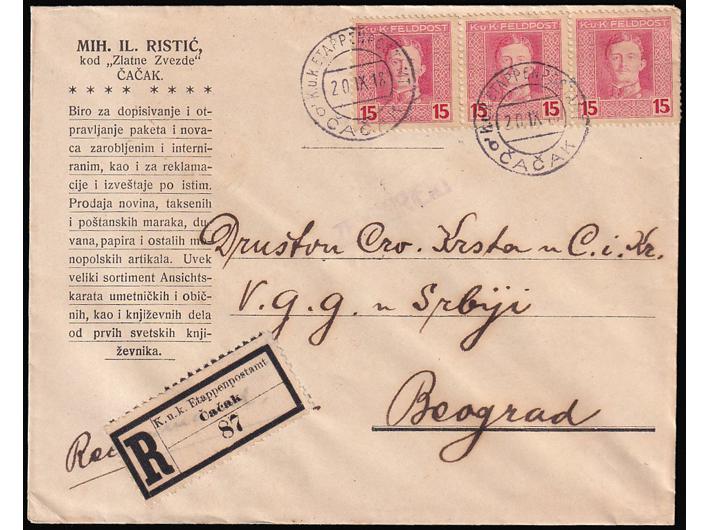 MIH. IL. RISTIĆ,
kod „Zlatne Zvezde“
ČAČAK.
Biro za dopisivanje i ot-
pravljanje paketa i nova-
ca zarobljenim i interni-
ranim, kao i za reklama-
cije i izveštaje po istim.
Prodaja novina, taksenih
i poštanskih maraka, du-
vana, papira i ostalih mo-
nopolskih artikala. Uvek
veliki sortiment Ansichts-
karata umetničkih i obič-
nih, kao i književnih dela
od prvih svetskih knji-
ževnika.
K.U.K. FELDPOST
15 15
K.U.K. FELDPOST
15 15
K.U.K. FELDPOST
15 15
K.u.K. ETAPPENPOSTAMT
20.IX.18
ČAČAK
20.IX.18
ČAČAK
Društvu Crv. Krsta u C. i. Kr.
V. G. G. u Srbiji
Beograd
R
K. u. k. Etappenpostamt
Čačak
87